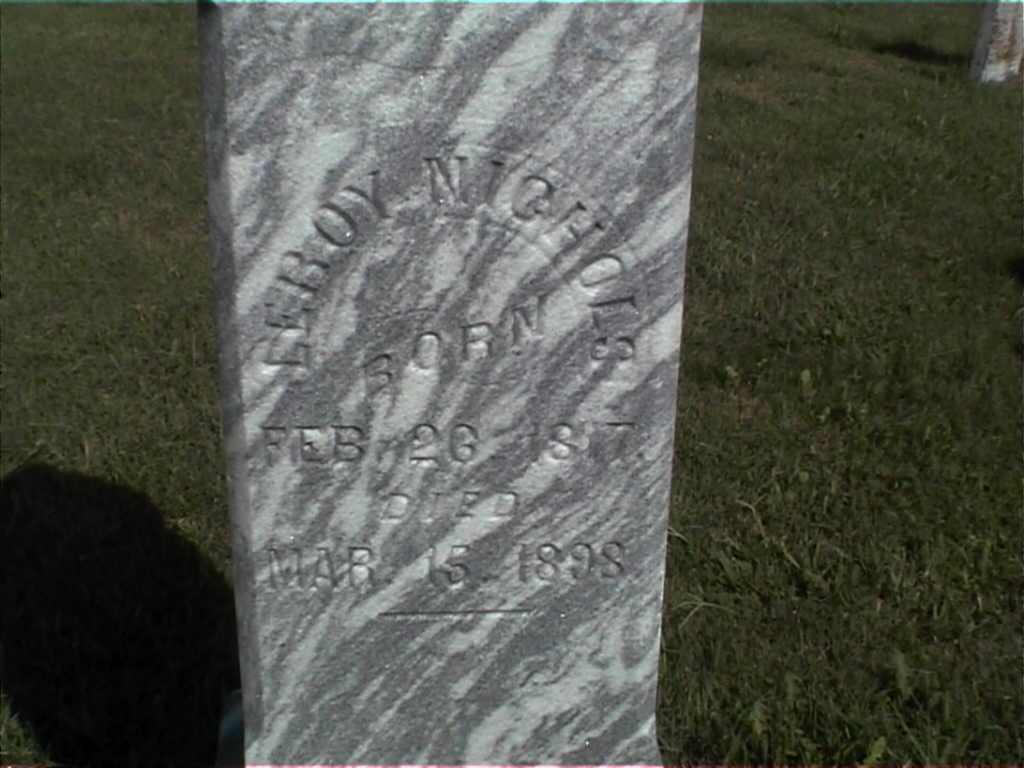 LEROY NICHOLS
BORN
FEB 26
DIED
MAR. 15 1898